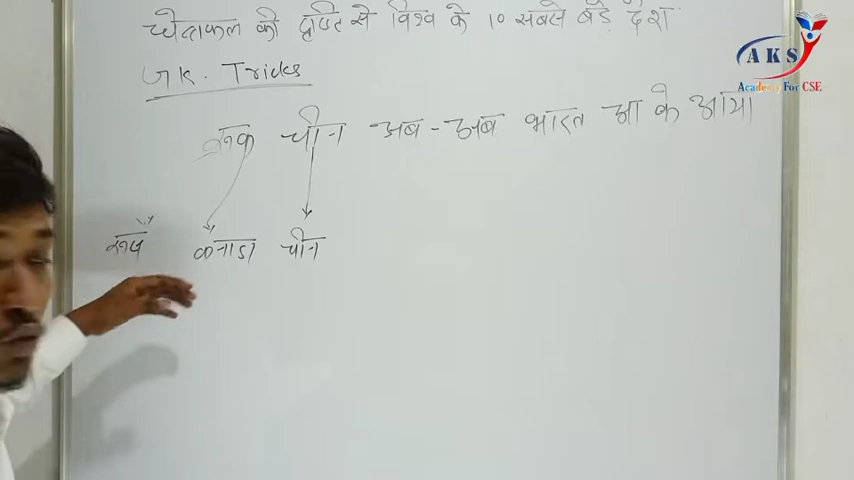 क्षेत्रफल की दृष्टि से विश्व के 10 सबसे बड़े देश
GK. Tricks
रुक चीन अब - अब भारत आ के आया
रूस कनाडा चीन
AKS
Academy For CSE